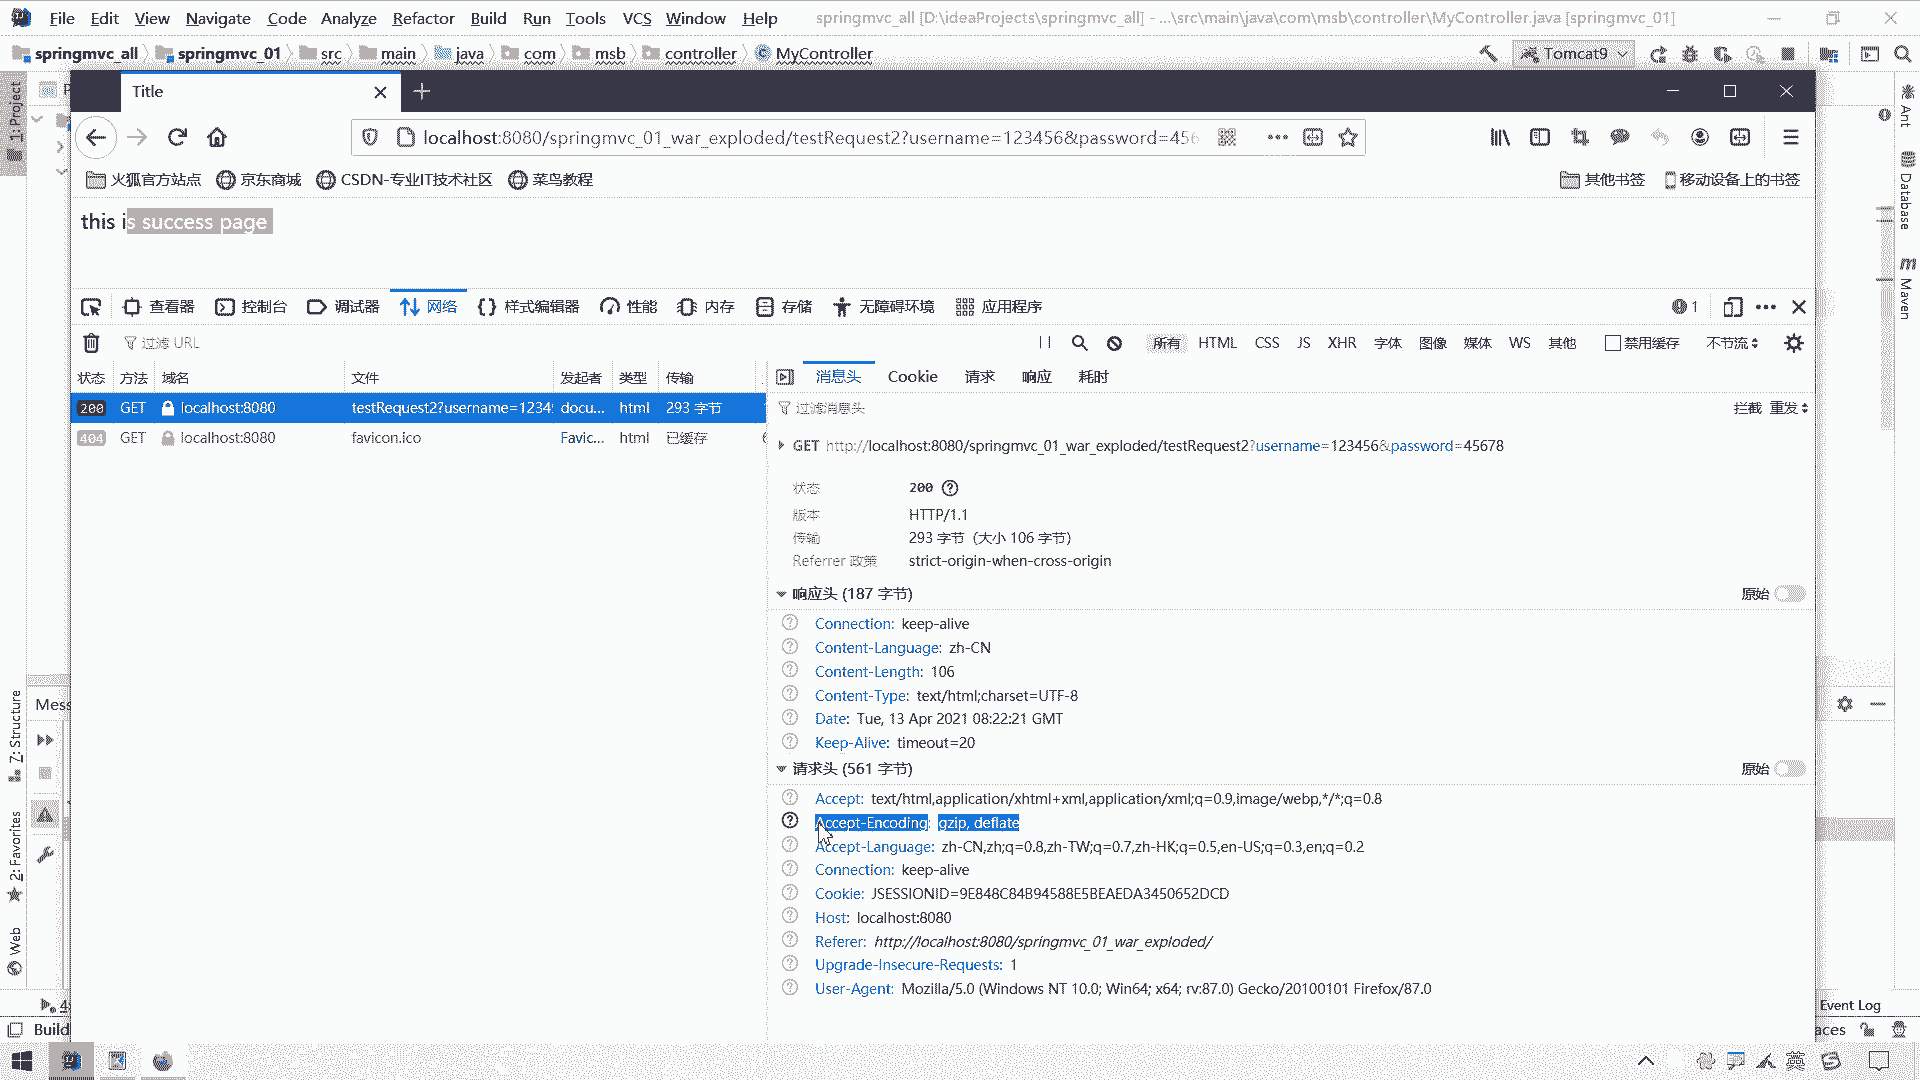 File Edit View Navigate Code Analyze Refactor Build Run Tools VCS Window Help springmvc_all [D:\ideaProjects\springmvc_all] - ...\src\main\java\com\msb\controller\MyController.java [springmvc_01]
springmvc_all springmvc_01 src main java com msb controller MyController Tomcat9
1: Project
Title
localhost:8080/springmvc_01_war_exploded/testRequest2?username=123456&password=456
火狐官方站点 京东商城 CSDN-专业IT技术社区 菜鸟教程 其他书签 移动设备上的书签
this is success page
查看器 控制台 调试器 网络 样式编辑器 性能 内存 存储 无障碍环境 应用程序 1
过滤 URL 所有 HTML CSS JS XHR 字体 图像 媒体 WS 其他 禁用缓存 不节流
状态 方法 域名 文件 发起者 类型 传输 消息头 Cookie 请求 响应 耗时
200 GET localhost:8080 testRequest2?username=1234! docu... html 293 字节
404 GET localhost:8080 favicon.ico Favic... html 已缓存
过滤消息头 拦截 重发
GET http://localhost:8080/springmvc_01_war_exploded/testRequest2?username=123456&password=45678
状态 200
版本 HTTP/1.1
传输 293 字节 (大小 106 字节)
Referrer 政策 strict-origin-when-cross-origin
响应头 (187 字节) 原始
Connection: keep-alive
Content-Language: zh-CN
Content-Length: 106
Content-Type: text/html;charset=UTF-8
Date: Tue, 13 Apr 2021 08:22:21 GMT
Keep-Alive: timeout=20
请求头 (561 字节) 原始
Accept: text/html,application/xhtml+xml,application/xml;q=0.9,image/webp,*/*;q=0.8
Accept-Encoding: gzip, deflate
Accept-Language: zh-CN,zh;q=0.8,zh-TW;q=0.7,zh-HK;q=0.5,en-US;q=0.3,en;q=0.2
Connection: keep-alive
Cookie: JSESSIONID=9E848C84B94588E5BEAEDA3450652DCD
Host: localhost:8080
Referer: http://localhost:8080/springmvc_01_war_exploded/
Upgrade-Insecure-Requests: 1
User-Agent: Mozilla/5.0 (Windows NT 10.0; Win64; x64; rv:87.0) Gecko/20100101 Firefox/87.0
Ant
Database
Maven
Mess
Z: Structure
2: Favorites
Web
Event Log
Build
aces
英